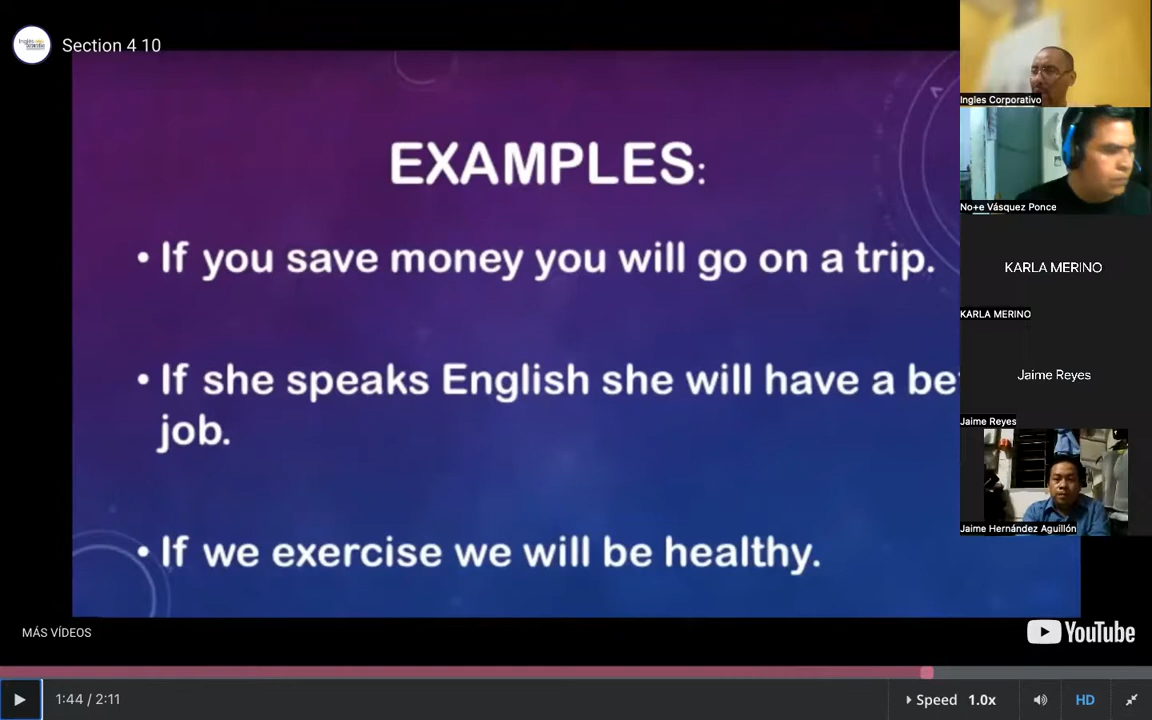 Section 4 10
EXAMPLES:
• If you save money you will go on a trip.
• If she speaks English she will have a
job.
• If we exercise we will be healthy.
Ingles Corporativo
No+e Vásquez Ponce
KARLA MERINO
KARLA MERINO
Jaime Reyes
Jaime Reyes
Jaime Hernández Aguillón
MÁS VÍDEOS
YouTube
1:44 / 2:11
Speed 1.0x
HD